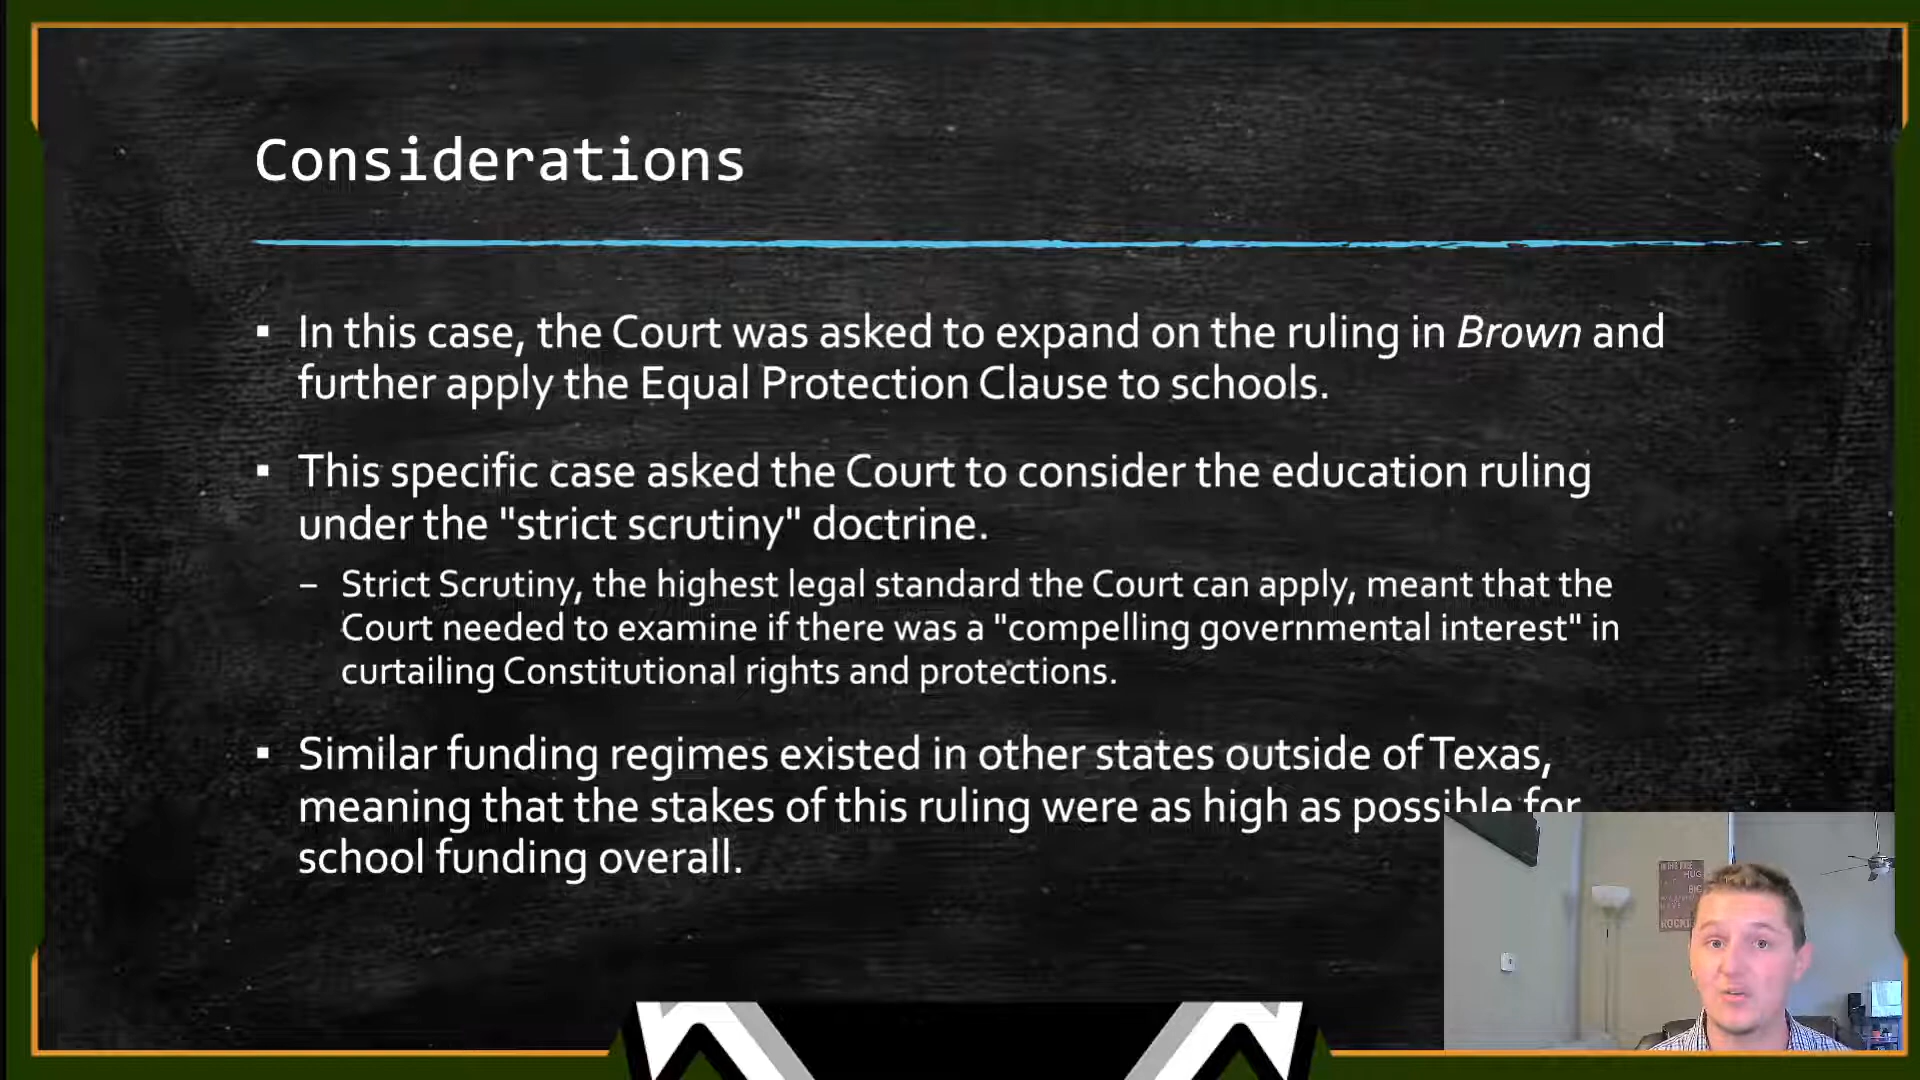 Considerations
▪ In this case, the Court was asked to expand on the ruling in Brown and
further apply the Equal Protection Clause to schools.
▪ This specific case asked the Court to consider the education ruling
under the "strict scrutiny" doctrine.
– Strict Scrutiny, the highest legal standard the Court can apply, meant that the
Court needed to examine if there was a "compelling governmental interest" in
curtailing Constitutional rights and protections.
▪ Similar funding regimes existed in other states outside of Texas,
meaning that the stakes of this ruling were as high as possible for
school funding overall.
HUG
BIG